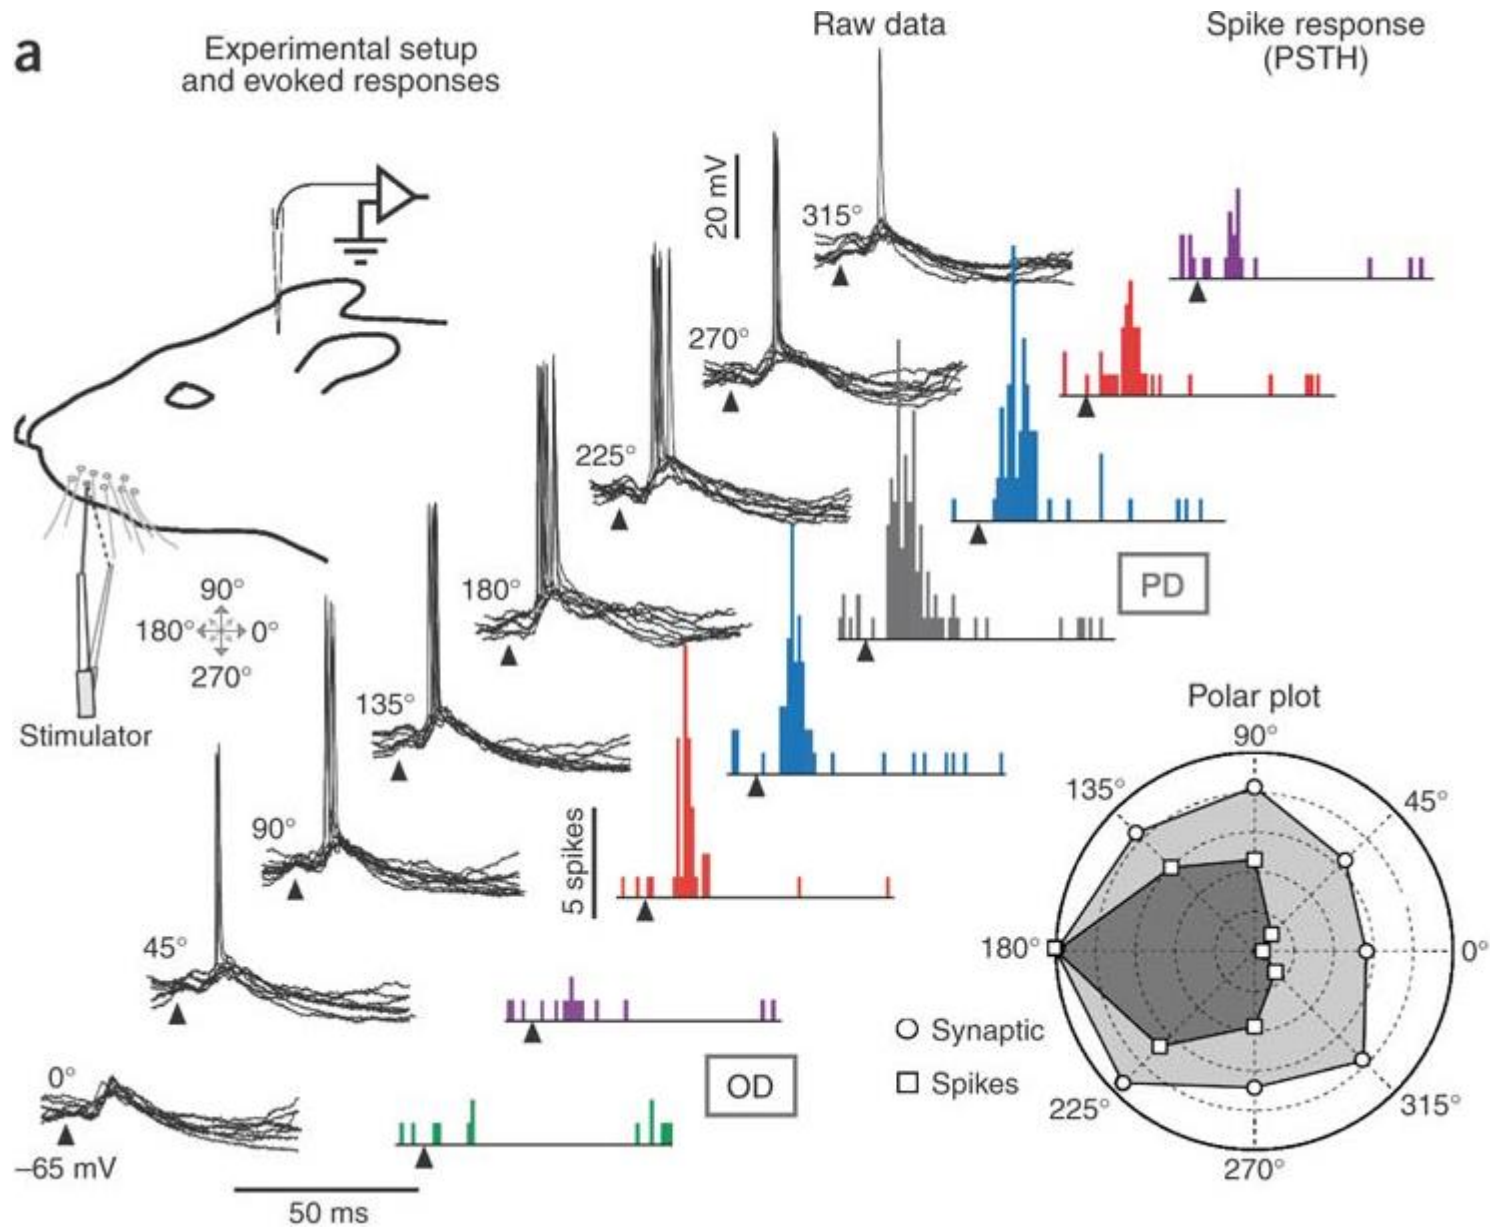 a
Experimental setup
and evoked responses
Raw data
Spike response
(PSTH)
20 mV
315°
270°
225°
180°
135°
90°
45°
0°
–65 mV
50 ms
90°
180°
0°
270°
Stimulator
5 spikes
PD
OD
Polar plot
90°
135°
45°
180°
0°
225°
315°
270°
Synaptic
Spikes